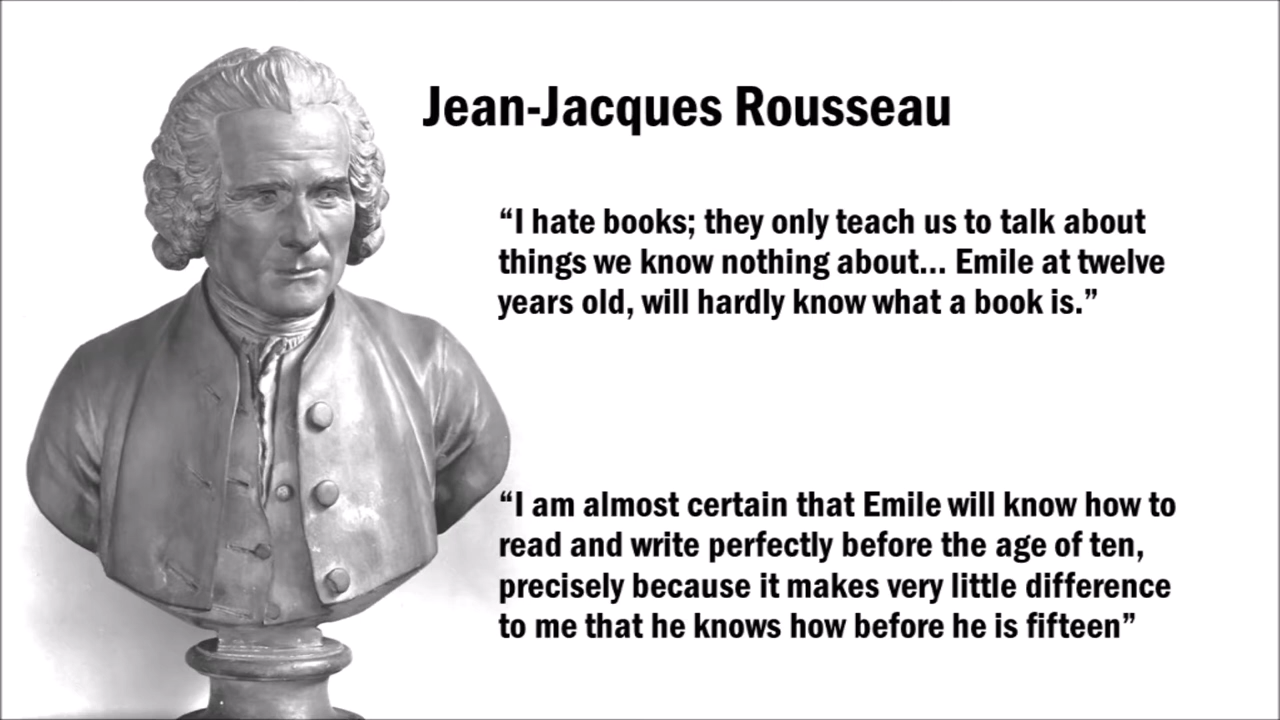 Jean-Jacques Rousseau
“I hate books; they only teach us to talk about
things we know nothing about... Emile at twelve
years old, will hardly know what a book is.”
“I am almost certain that Emile will know how to
read and write perfectly before the age of ten,
precisely because it makes very little difference
to me that he knows how before he is fifteen”